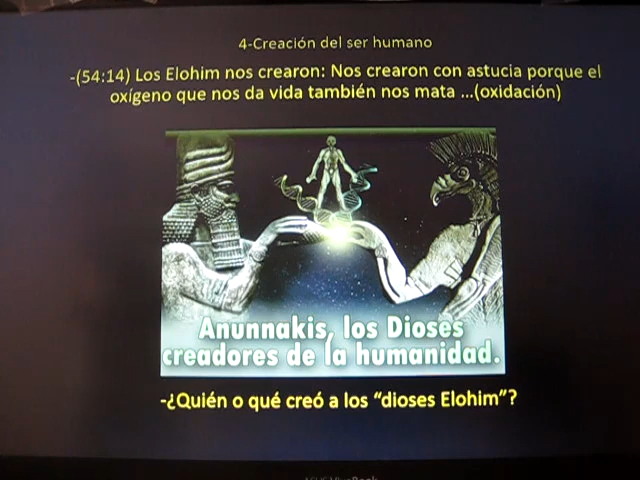 4-Creación del ser humano
-(54:14) Los Elohim nos crearon: Nos crearon con astucia porque el
oxígeno que nos da vida también nos mata ...(oxidación)
Anunnakis, los Dioses
creadores de la humanidad.
-¿Quién o qué creó a los “dioses Elohim”?
ASUS VivoBook